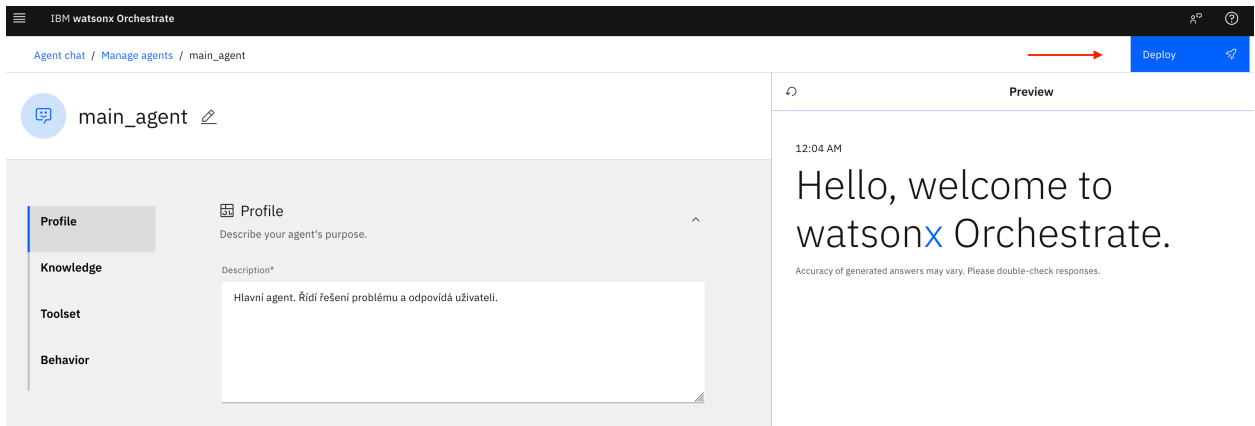 IBM watsonx Orchestrate
Agent chat / Manage agents / main_agent
Deploy
main_agent
Profile
Knowledge
Toolset
Behavior
Profile
Describe your agent's purpose.
Description*
Hlavní agent. Řídí řešení problému a odpovídá uživateli.
Preview
12:04 AM
Hello, welcome to
watsonx Orchestrate.
Accuracy of generated answers may vary. Please double-check responses.